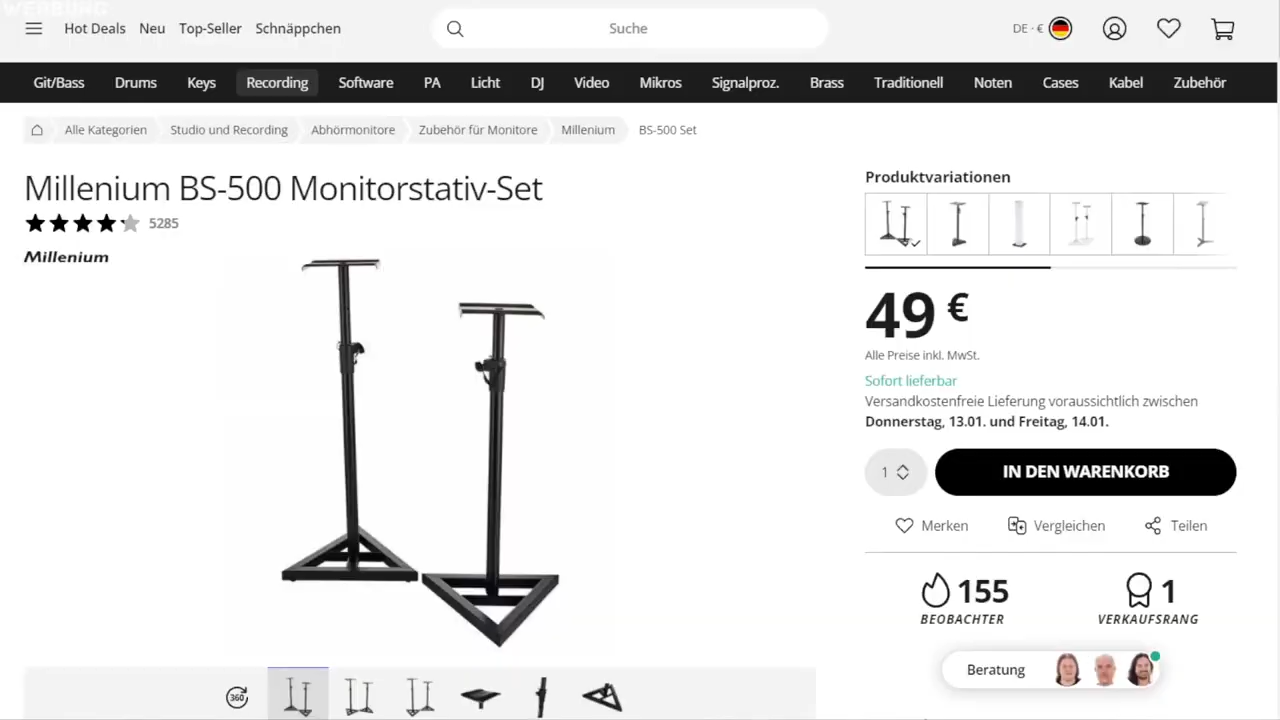 WERBUNG
Hot Deals Neu Top-Seller Schnäppchen Suche DE · €
Git/Bass Drums Keys Recording Software PA Licht DJ Video Mikros Signalproz. Brass Traditionell Noten Cases Kabel Zubehör
Alle Kategorien Studio und Recording Abhörmonitore Zubehör für Monitore Millenium BS-500 Set
Millenium BS-500 Monitorstativ-Set
5285
Millenium
Produktvariationen
49 €
Alle Preise inkl. MwSt.
Sofort lieferbar
Versandkostenfreie Lieferung voraussichtlich zwischen
Donnerstag, 13.01. und Freitag, 14.01.
1 IN DEN WARENKORB
Merken Vergleichen Teilen
155 1
BEOBACHTER VERKAUFSRANG
Beratung
360